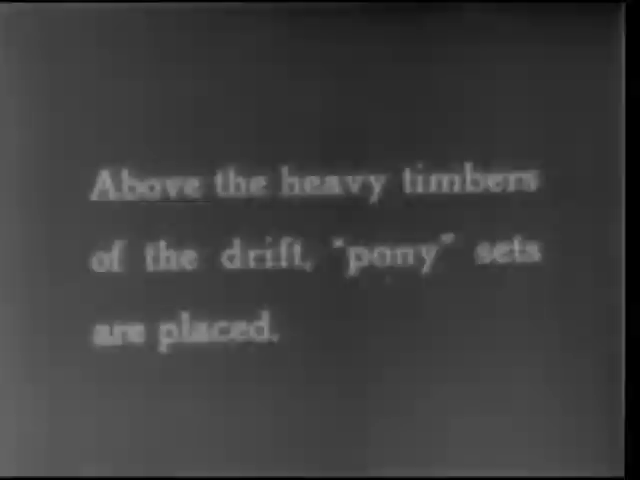 Above the heavy timbers
of the drift, "pony" sets
are placed.